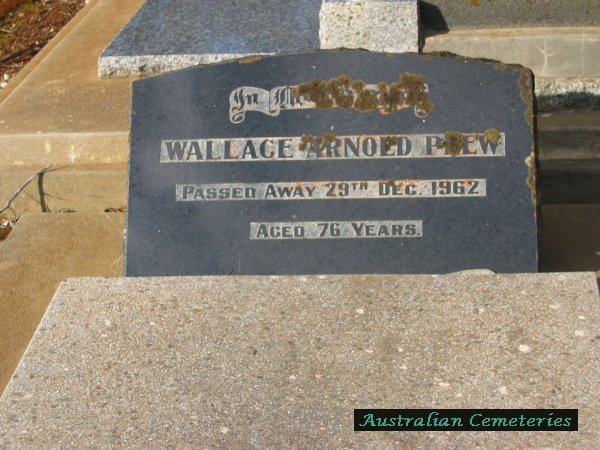 In
WALLACE ARNOLD
PASSED AWAY 29TH DEC. 1962
AGED 76 YEARS.
Australian Cemeteries